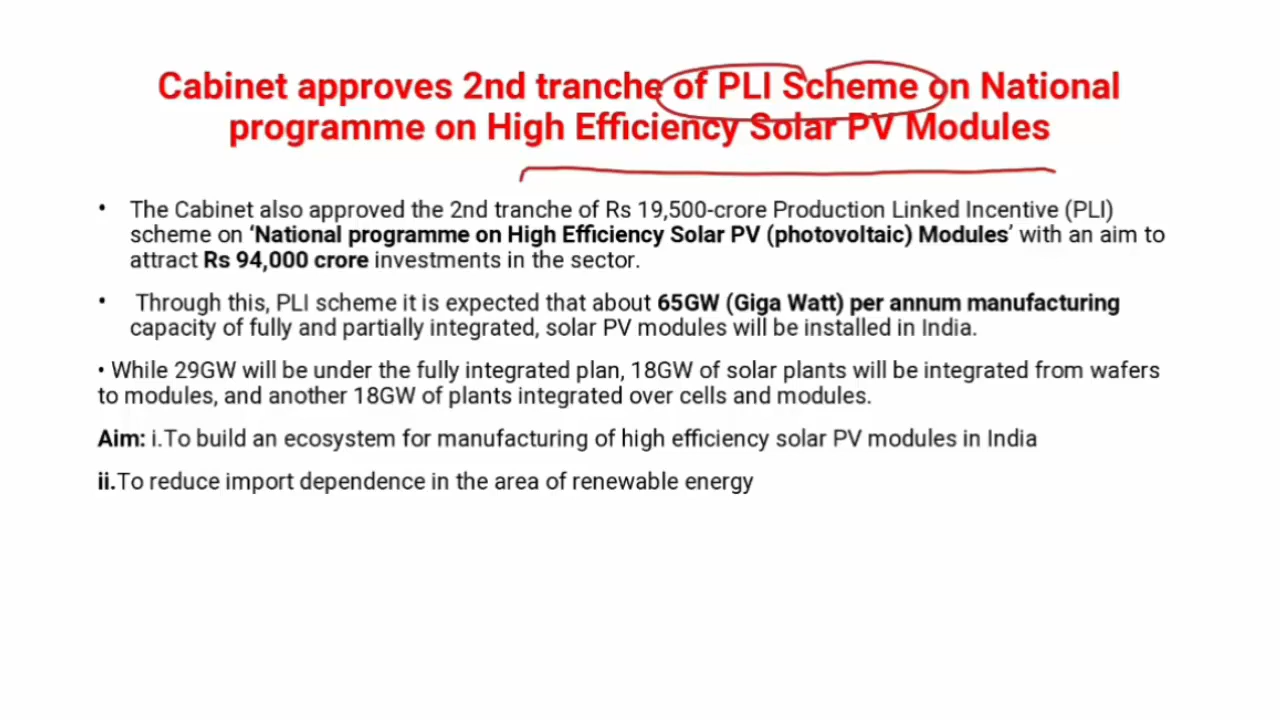 Cabinet approves 2nd tranche of PLI Scheme on National
programme on High Efficiency Solar PV Modules
• The Cabinet also approved the 2nd tranche of Rs 19,500-crore Production Linked Incentive (PLI)
scheme on ‘National programme on High Efficiency Solar PV (photovoltaic) Modules’ with an aim to
attract Rs 94,000 crore investments in the sector.
• Through this, PLI scheme it is expected that about 65GW (Giga Watt) per annum manufacturing
capacity of fully and partially integrated, solar PV modules will be installed in India.
• While 29GW will be under the fully integrated plan, 18GW of solar plants will be integrated from wafers
to modules, and another 18GW of plants integrated over cells and modules.
Aim: i.To build an ecosystem for manufacturing of high efficiency solar PV modules in India
ii.To reduce import dependence in the area of renewable energy